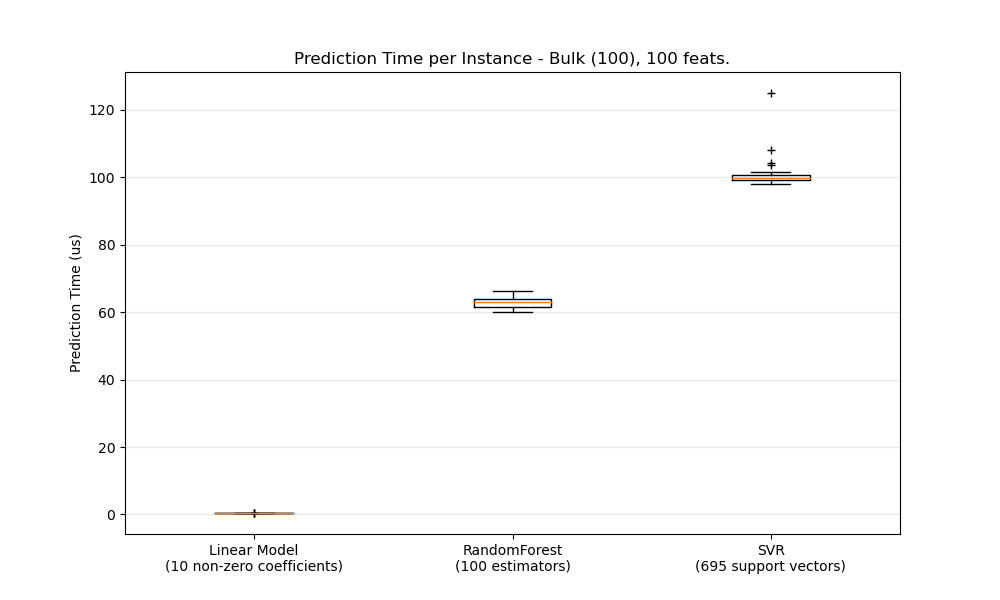 Prediction Time per Instance - Bulk (100), 100 feats.
Prediction Time (us)
120
100
80
60
40
20
0
Linear Model
(10 non-zero coefficients)
RandomForest
(100 estimators)
SVR
(695 support vectors)